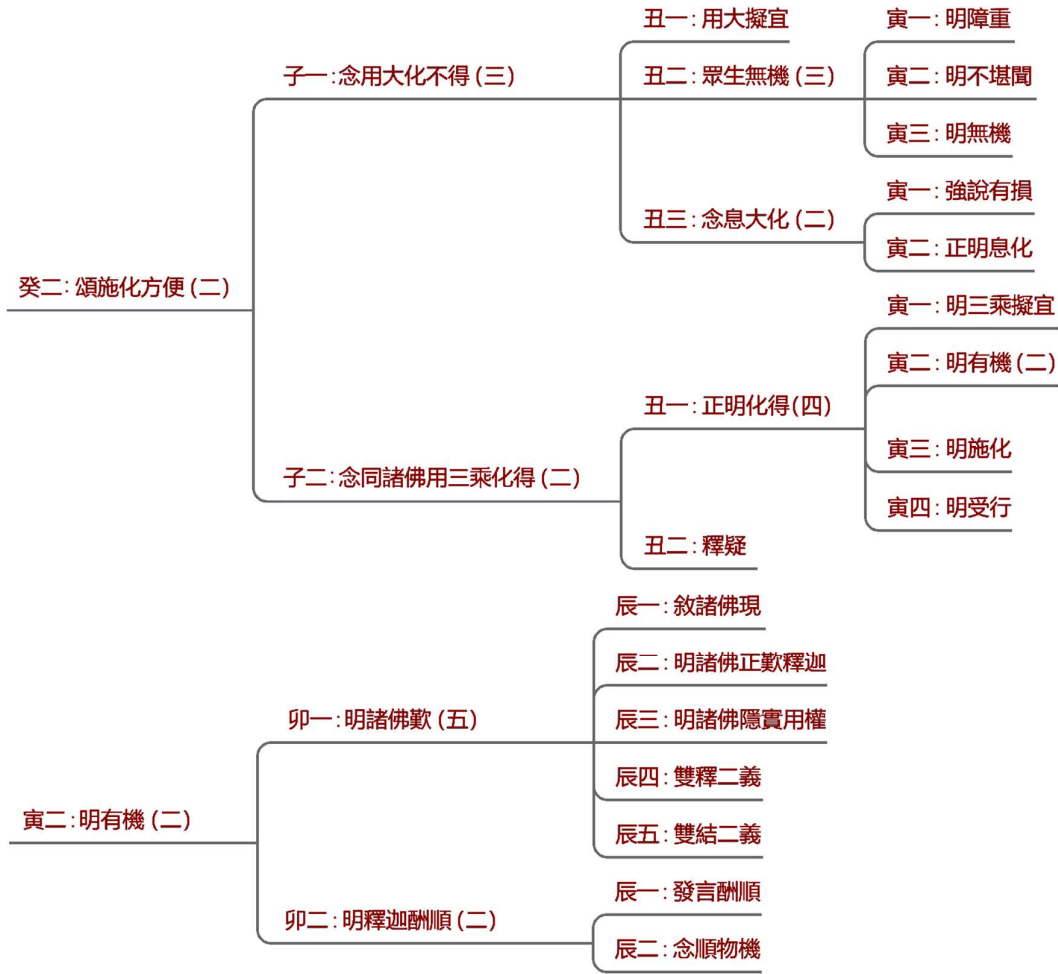 癸二：頌施化方便（二）
子一：念用大化不得（三）
丑一：用大擬宜
丑二：眾生無機（三）
寅一：明障重
寅二：明不堪聞
寅三：明無機
丑三：念息大化（二）
寅一：強說有損
寅二：正明息化
子二：念同諸佛用三乘化得（二）
丑一：正明化得（四）
寅一：明三乘擬宜
寅二：明有機（二）
寅三：明施化
寅四：明受行
丑二：釋疑
寅二：明有機（二）
卯一：明諸佛歎（五）
辰一：敘諸佛現
辰二：明諸佛正歎釋迦
辰三：明諸佛隱實用權
辰四：雙釋二義
辰五：雙結二義
卯二：明釋迦酬順（二）
辰一：發言酬順
辰二：念順物機